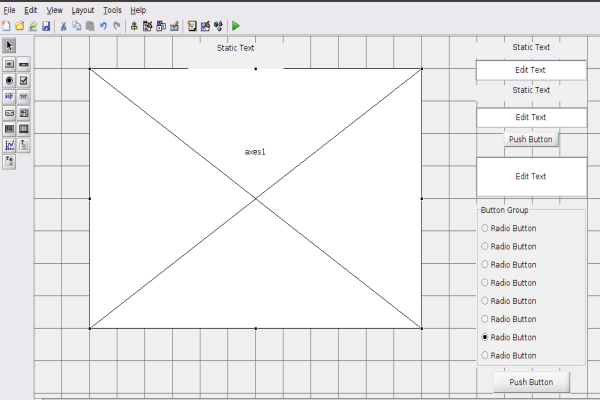 File Edit View Layout Tools Help
Static Text
axes1
Static Text
Edit Text
Static Text
Edit Text
Push Button
Edit Text
Button Group
Radio Button
Radio Button
Radio Button
Radio Button
Radio Button
Radio Button
Radio Button
Radio Button
Push Button